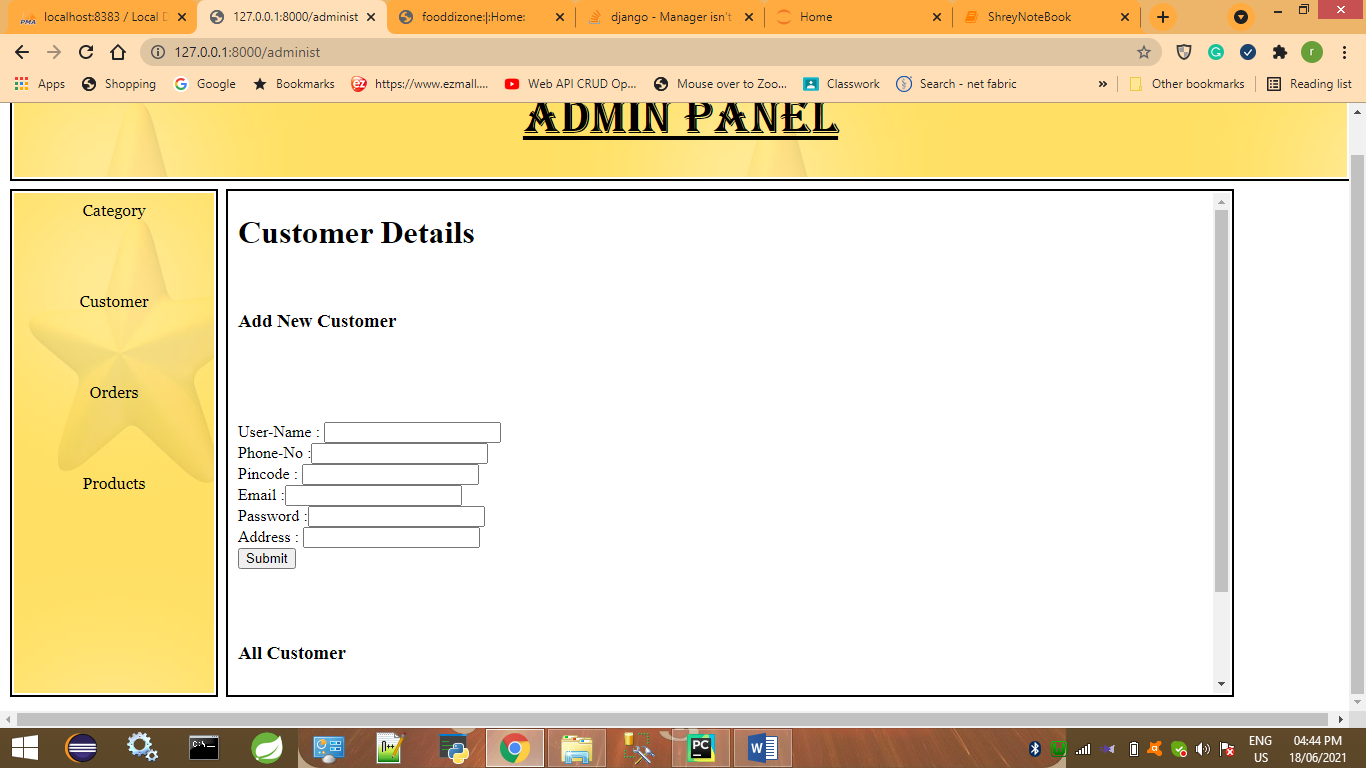 localhost:8383 / Local D
127.0.0.1:8000/administ
fooddizone:|:Home:
django - Manager isn't
Home
ShreyNoteBook
127.0.0.1:8000/administ
r
Apps
Shopping
Google
Bookmarks
https://www.ezmall....
Web API CRUD Op...
Mouse over to Zoo...
Classwork
Search - net fabric
»
Other bookmarks
Reading list
ADMIN PANEL
Category
Customer
Orders
Products
Customer Details
Add New Customer
User-Name :
Phone-No :
Pincode :
Email :
Password :
Address :
Submit
All Customer
ENG 04:44 PM
US 18/06/2021